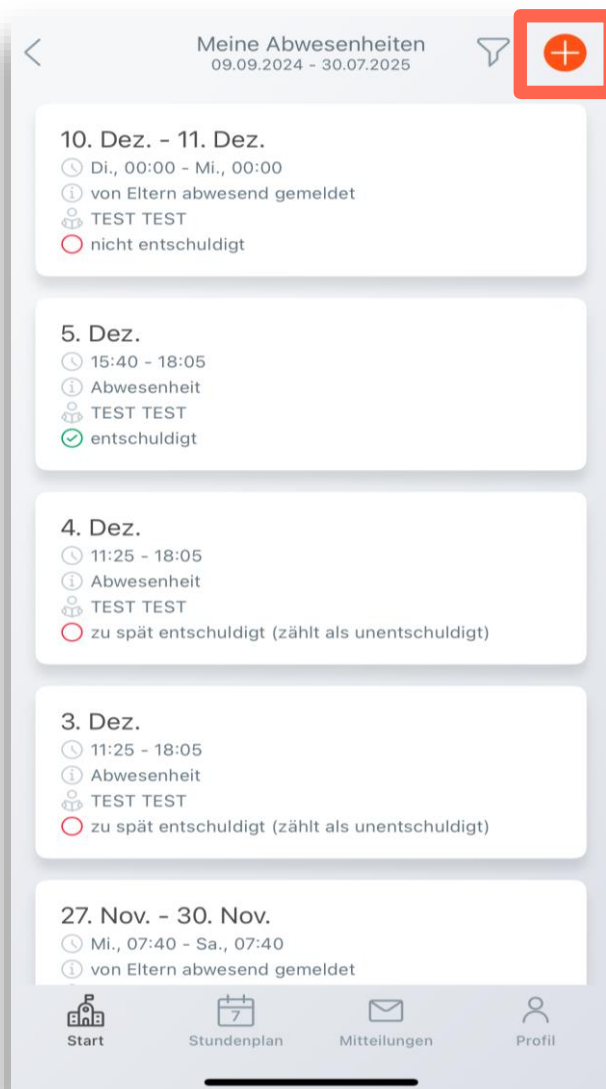 Meine Abwesenheiten
09.09.2024 - 30.07.2025
10. Dez. - 11. Dez.
Di., 00:00 - Mi., 00:00
von Eltern abwesend gemeldet
TEST TEST
nicht entschuldigt
5. Dez.
15:40 - 18:05
Abwesenheit
TEST TEST
entschuldigt
4. Dez.
11:25 - 18:05
Abwesenheit
TEST TEST
zu spät entschuldigt (zählt als unentschuldigt)
3. Dez.
11:25 - 18:05
Abwesenheit
TEST TEST
zu spät entschuldigt (zählt als unentschuldigt)
27. Nov. - 30. Nov.
Mi., 07:40 - Sa., 07:40
von Eltern abwesend gemeldet
7
Start Stundenplan Mitteilungen Profil